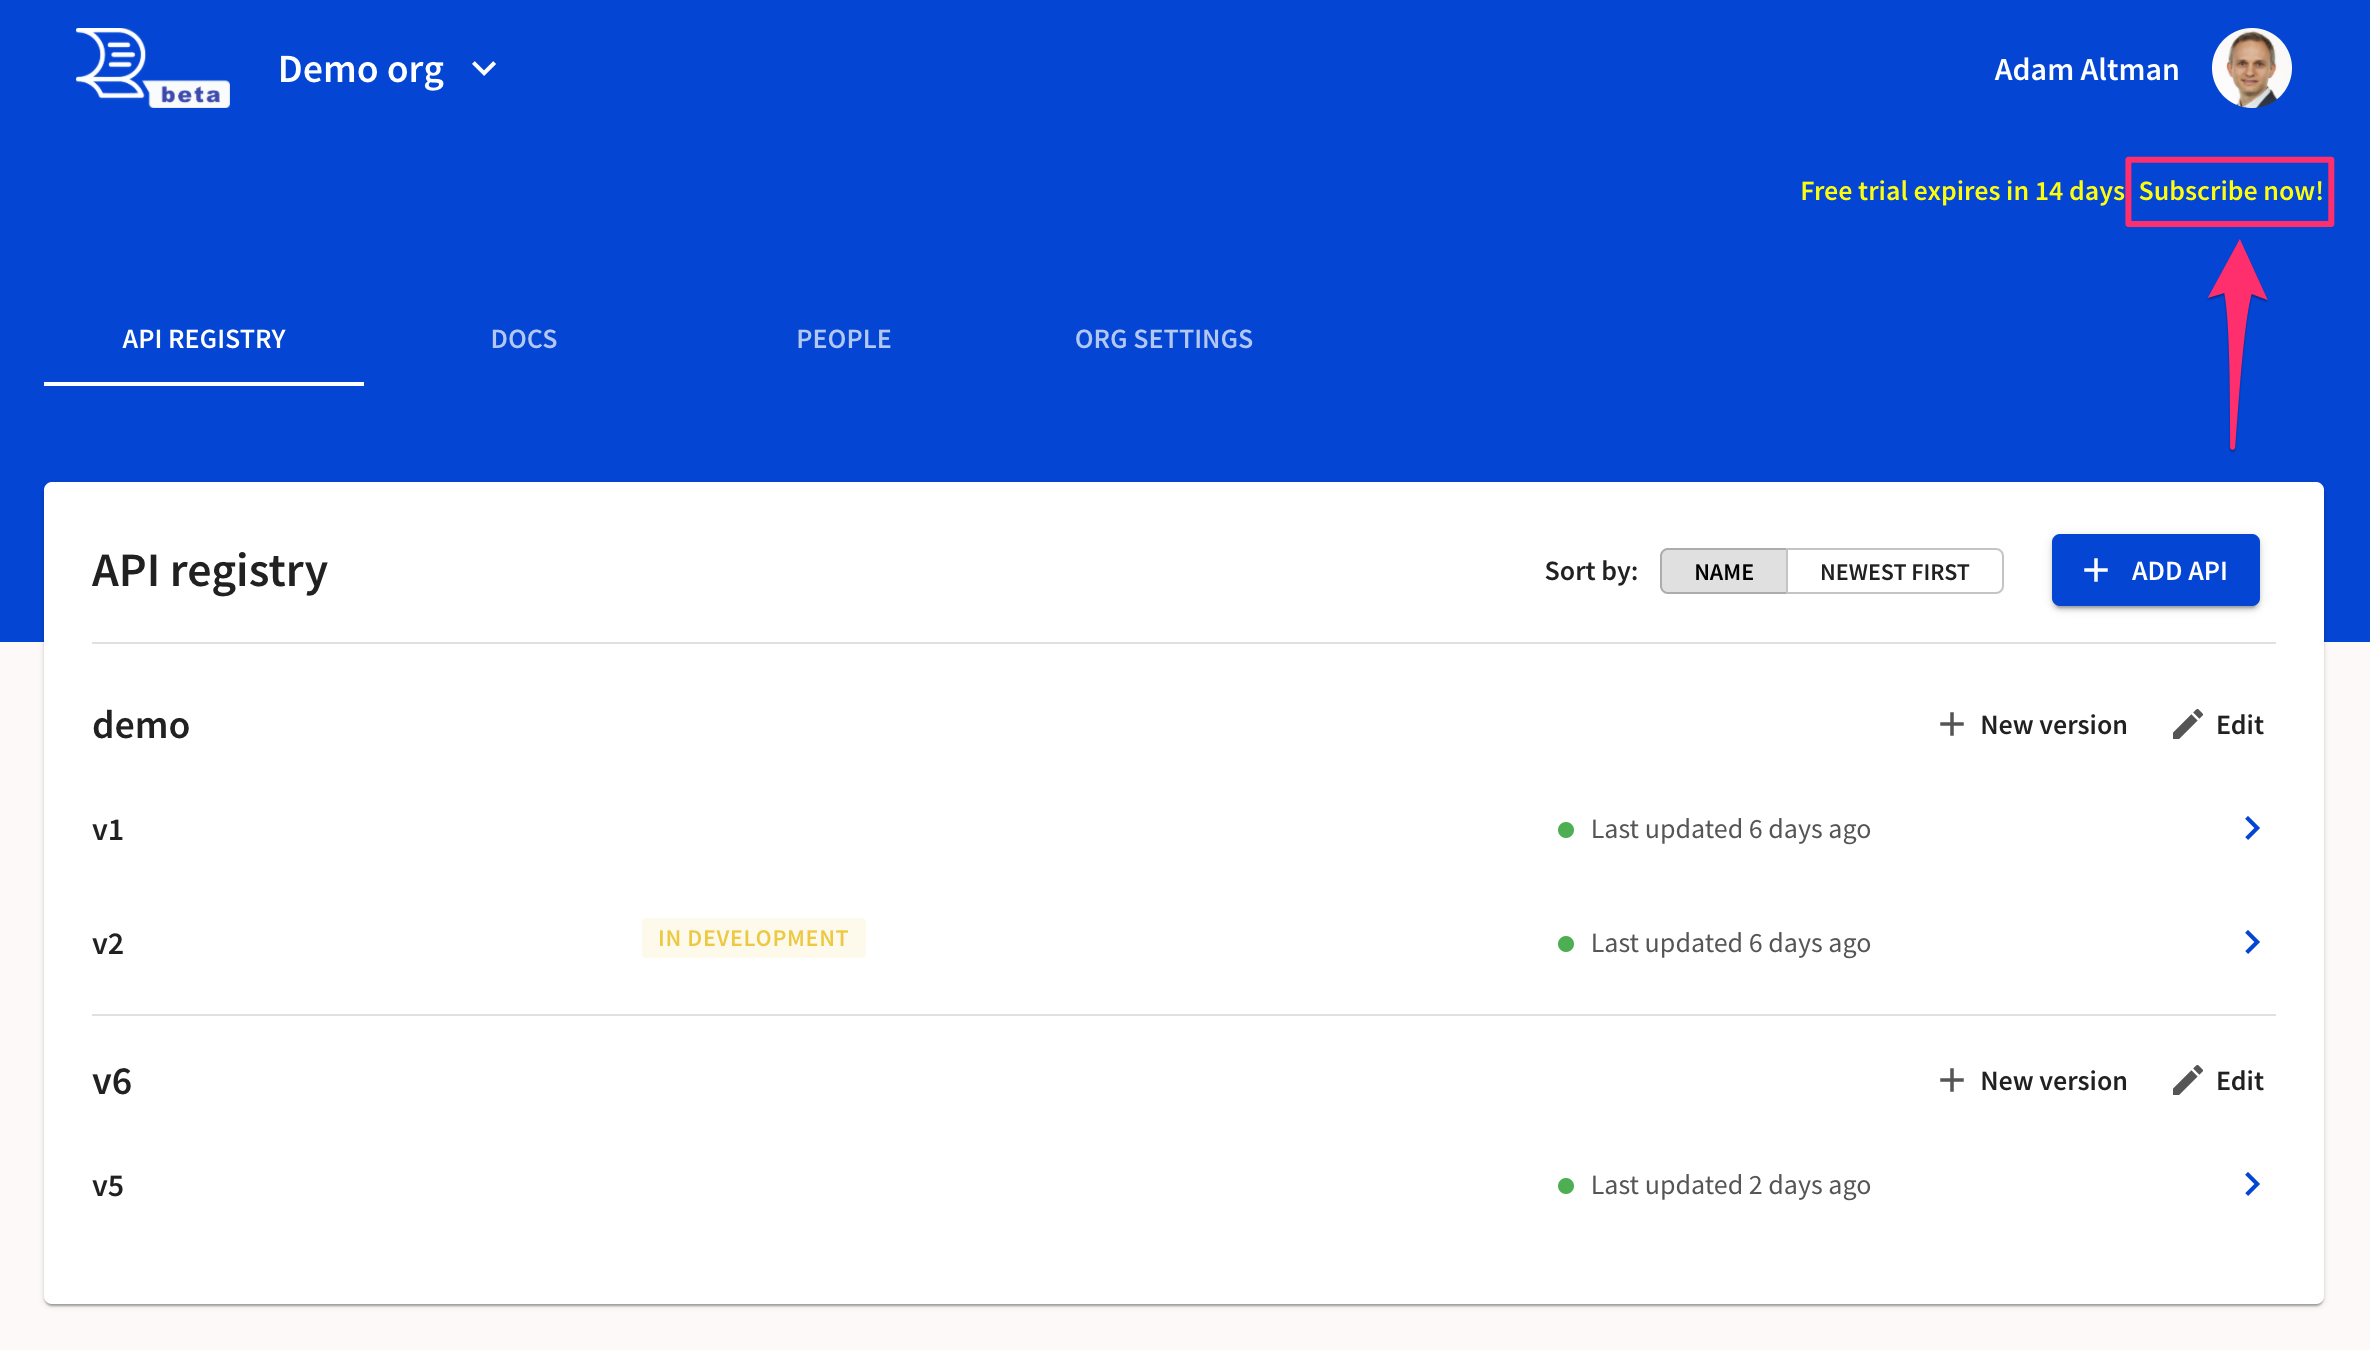 beta
Demo org
Adam Altman
Free trial expires in 14 days Subscribe now!
API REGISTRY DOCS PEOPLE ORG SETTINGS
API registry
Sort by: NAME NEWEST FIRST + ADD API
demo
+ New version Edit
v1
Last updated 6 days ago
v2
IN DEVELOPMENT
Last updated 6 days ago
v6
+ New version Edit
v5
Last updated 2 days ago